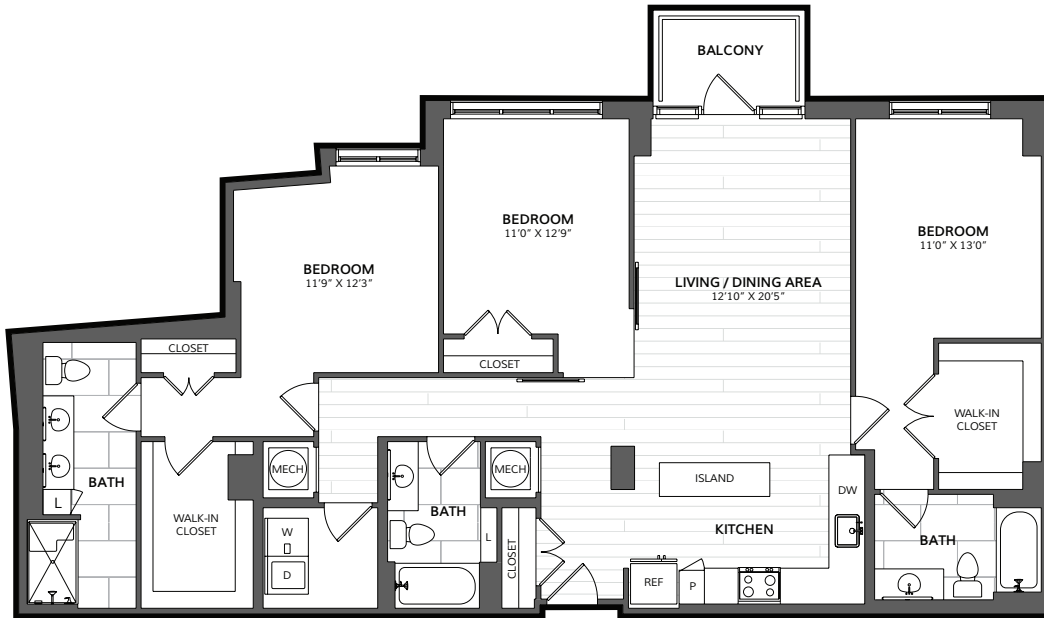 BALCONY
BEDROOM
11'0" X 12'9"
BEDROOM
11'0" X 13'0"
BEDROOM
11'9" X 12'3"
LIVING / DINING AREA
12'10" X 20'5"
CLOSET
CLOSET
WALK-IN
CLOSET
MECH
MECH
ISLAND
BATH
L
DW
WALK-IN
CLOSET
W
D
BATH
L
CLOSET
KITCHEN
REF
P
BATH